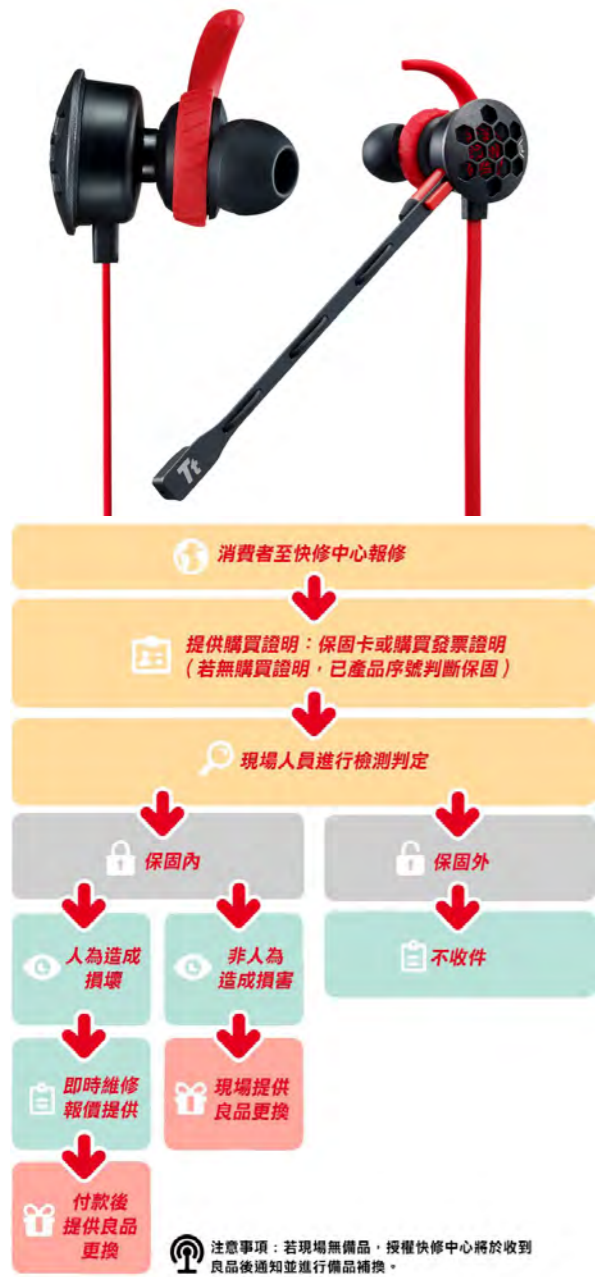 Tt
消費者至快修中心報修
提供購買證明：保固卡或購買發票證明
（若無購買證明，已產品序號判斷保固）
現場人員進行檢測判定
保固內
保固外
人為造成
損壞
非人為
造成損害
不收件
即時維修
報價提供
現場提供
良品更換
付款後
提供良品
更換
注意事項：若現場無備品，授權快修中心將於收到
良品後通知並進行備品補換。